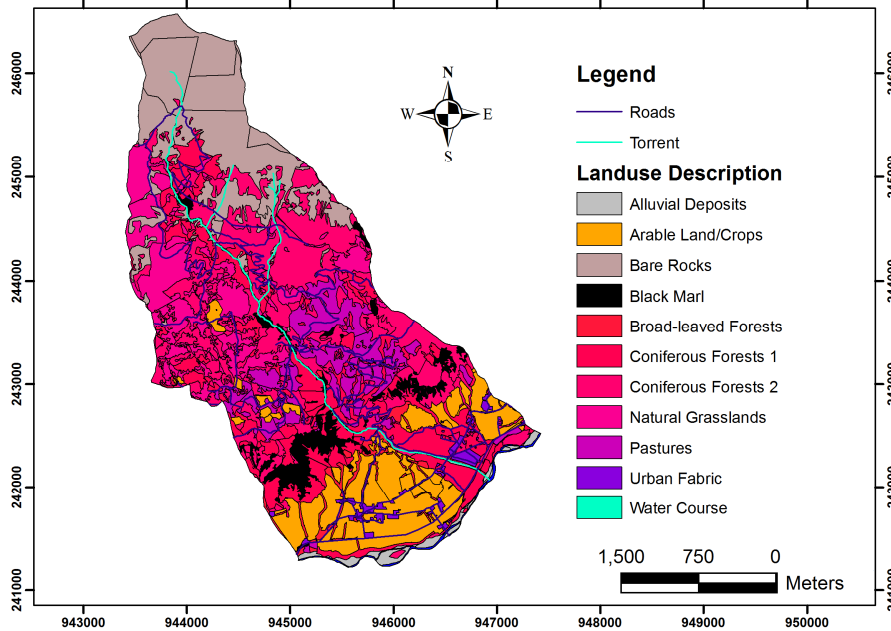 Legend
Roads
Torrent
Landuse Description
Alluvial Deposits
Arable Land/Crops
Bare Rocks
Black Marl
Broad-leaved Forests
Coniferous Forests 1
Coniferous Forests 2
Natural Grasslands
Pastures
Urban Fabric
Water Course
N
W E
S
1,500 750 0
Meters
246000
245000
244000
243000
242000
241000
943000 944000 945000 946000 947000 948000 949000 950000